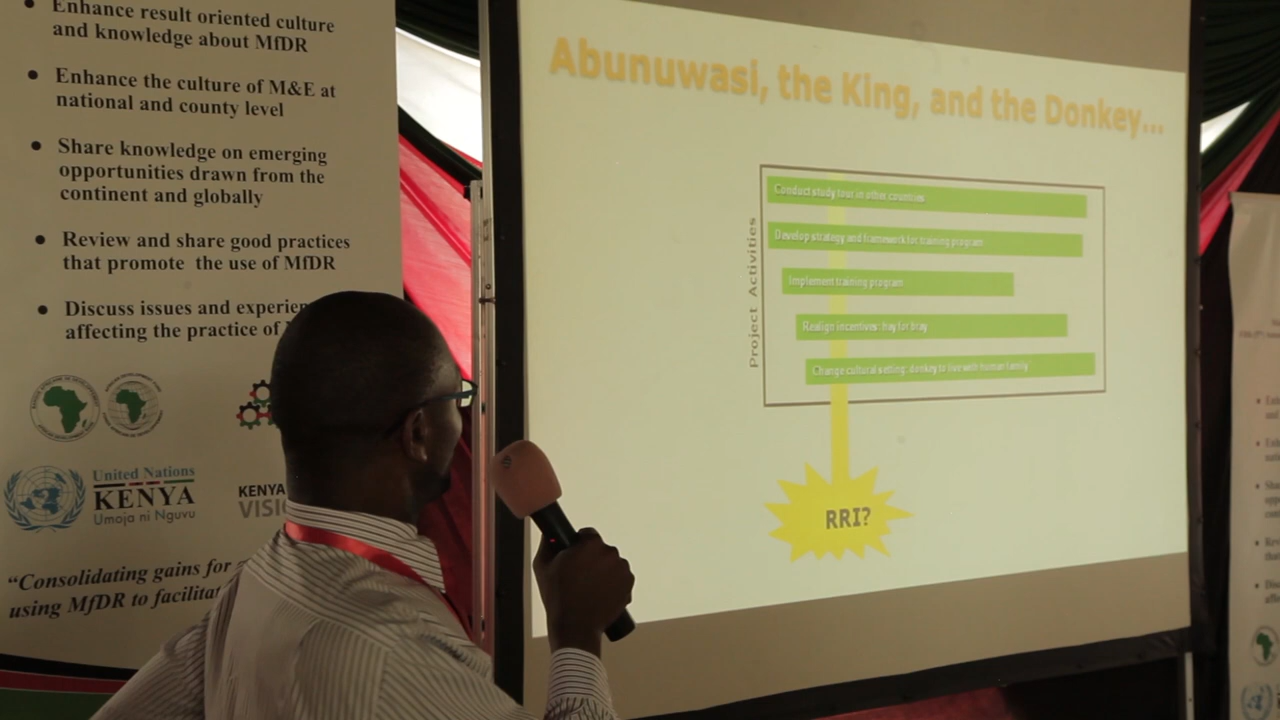 Enhance result oriented culture
and knowledge about MfDR
Enhance the culture of M&E at
national and county level
Share knowledge on emerging
opportunities drawn from the
continent and globally
Review and share good practices
that promote the use of MfDR
Discuss issues and
affecting the practice of
United Nations
KENYA
Umoja ni Nguvu
KENYA
“Consolidating gains for
using MfDR to
Abunuwasi, the King, and the Donkey...
Project Activities
Conduct study tour in other countries
Develop strategy and framework for training program
Implement training program
Realign incentives: hay for bray
Change cultural setting: donkey to live with human family
RRI?